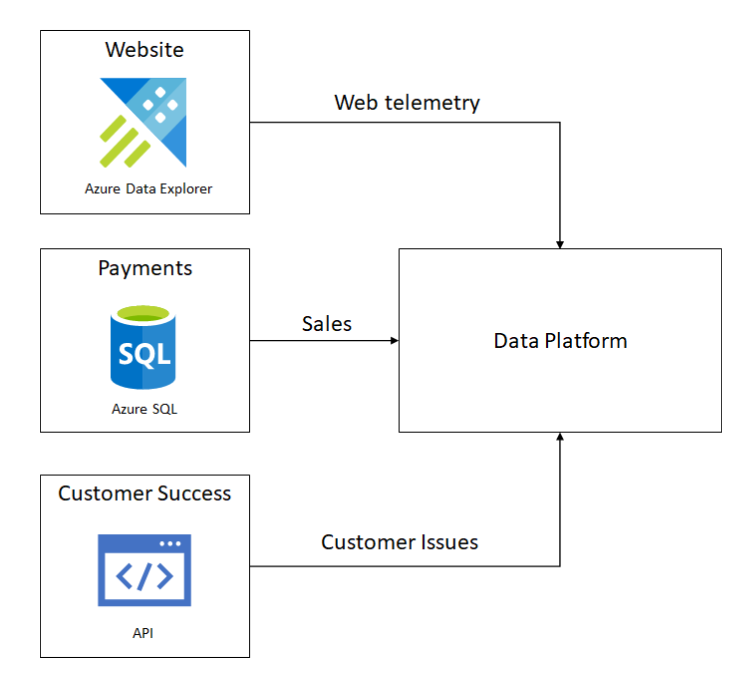 Website
Azure Data Explorer
Web telemetry
Payments
SQL
Azure SQL
Sales
Data Platform
Customer Success
</>
API
Customer Issues